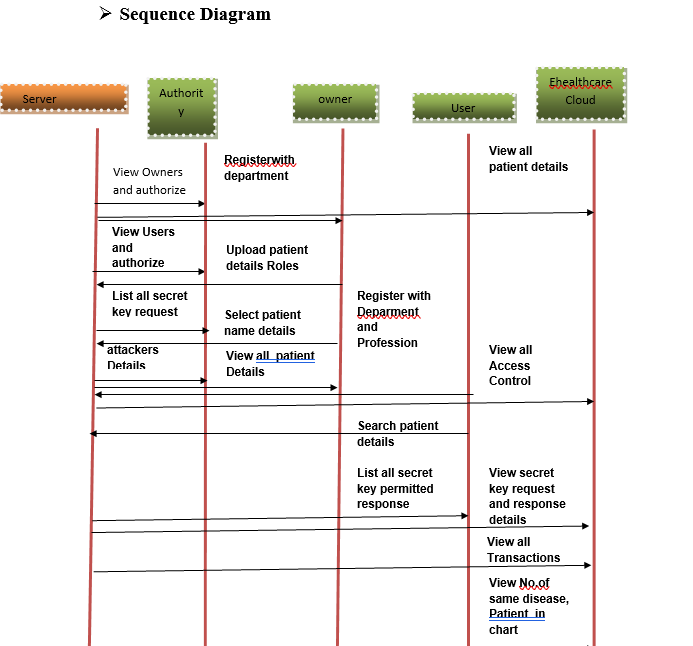 ➢ Sequence Diagram
Server
Authorit
y
owner
User
Ehealthcare
Cloud
View Owners
and authorize
Registerwith
department
View all
patient details
View Users
and
authorize
Upload patient
details Roles
List all secret
key request
Select patient
name details
Register with
Deparment
and
Profession
attackers
Details
View all patient
Details
View all
Access
Control
Search patient
details
List all secret
key permitted
response
View secret
key request
and response
details
View all
Transactions
View No.of
same disease,
Patient in
chart